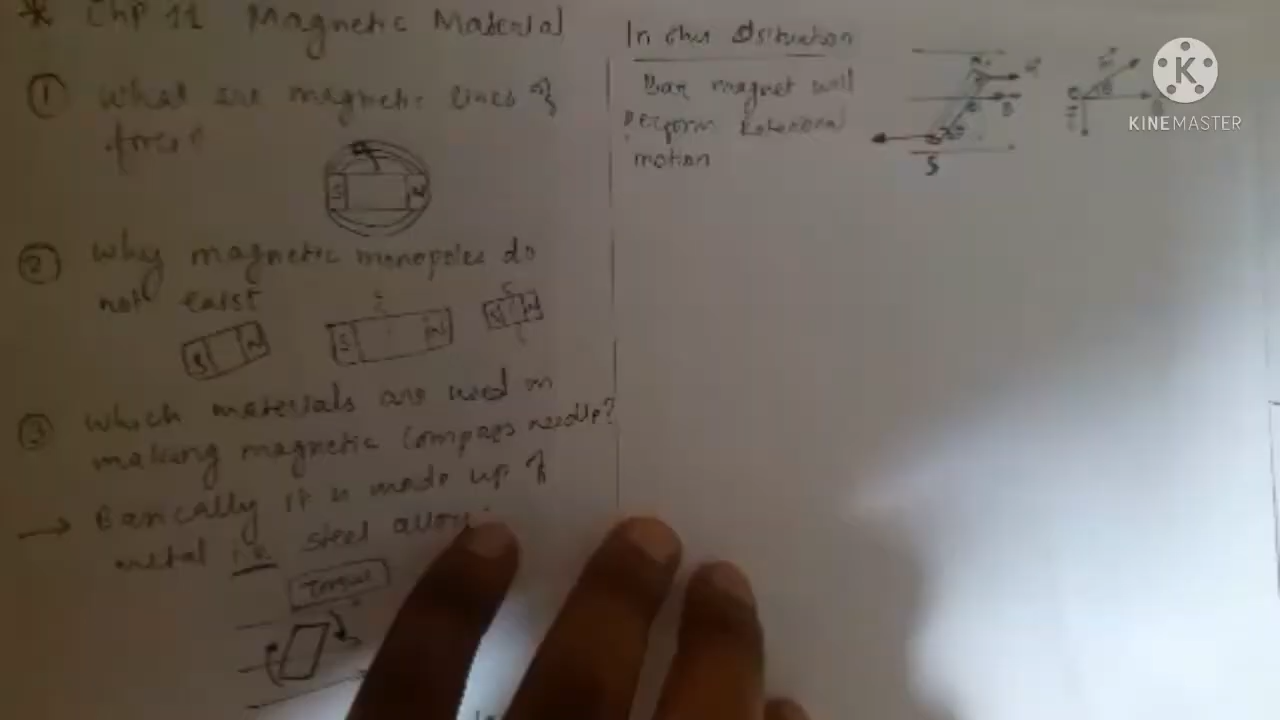 * Chp 11 Magnetic Material
① What are magnetic lines of
force?
S N
② Why magnetic monopoles do
not exist
S N
S N
S N
③ Which materials are used in
making magnetic compass needle?
→ Basically it is made up of
metal i.e. steel alloy.
Torque
In this situation
Bar magnet will
Perform Rotational
motion
S
K
KINEMASTER